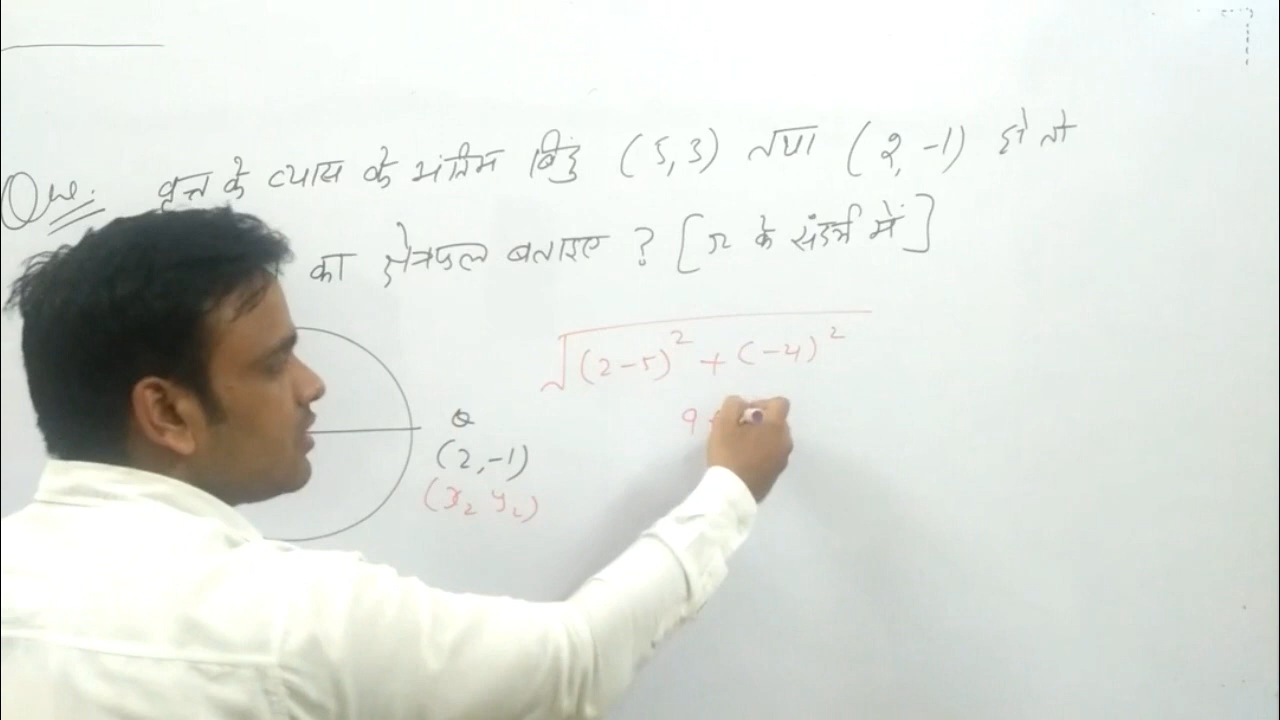 Que. वृत्त के व्यास के अंतिम बिंदु (5,3) तथा (2,-1) हो तो
का क्षेत्रफल बताइए ? [π के संदर्भ में]
√(2-5)² + (-4)²
9
Q
(2,-1)
(x₂ y₂)